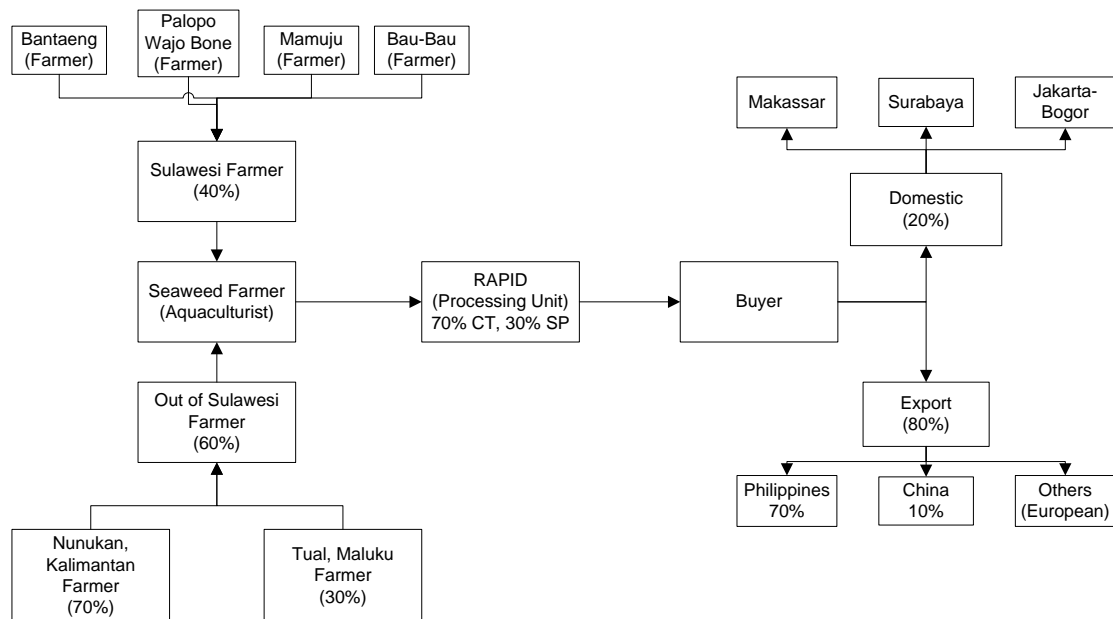 Bantaeng
(Farmer)
Palopo
Wajo Bone
(Farmer)
Mamuju
(Farmer)
Bau-Bau
(Farmer)
Makassar
Surabaya
Jakarta-
Bogor
Sulawesi Farmer
(40%)
Domestic
(20%)
Seaweed Farmer
(Aquaculturist)
RAPID
(Processing Unit)
70% CT, 30% SP
Buyer
Out of Sulawesi
Farmer
(60%)
Export
(80%)
Philippines
70%
China
10%
Others
(European)
Nunukan,
Kalimantan
Farmer
(70%)
Tual, Maluku
Farmer
(30%)